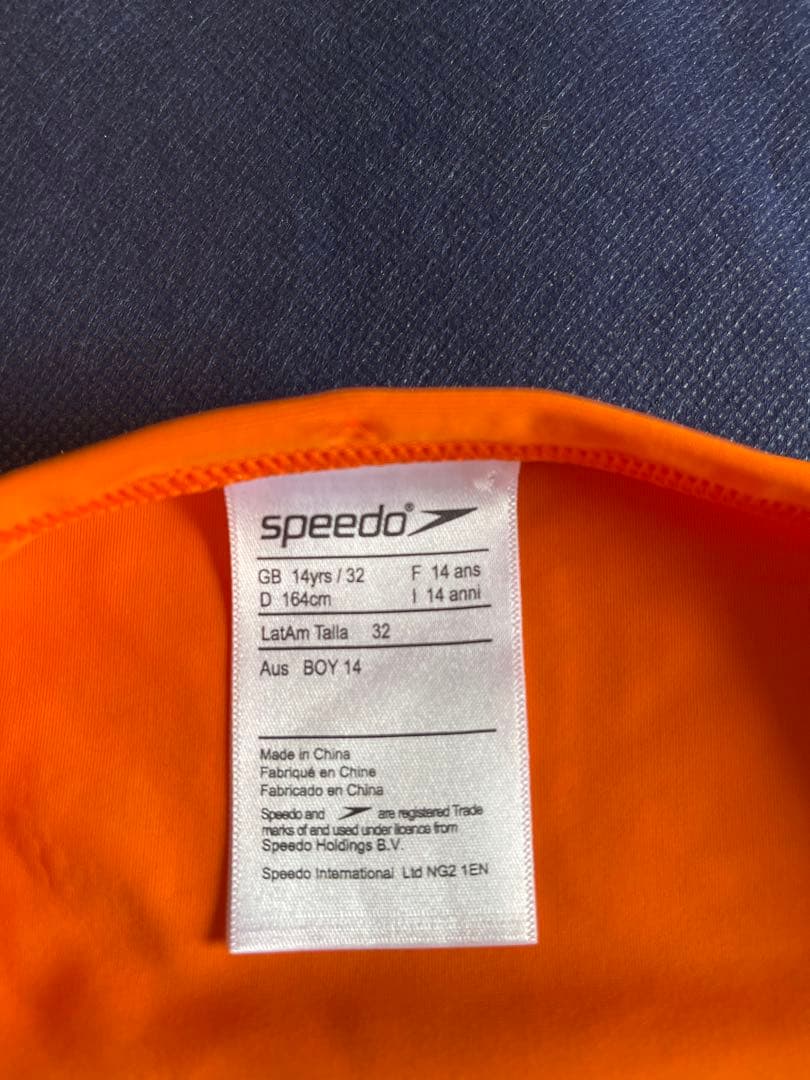 speedo®
GB 14yrs / 32 F 14 ans
D 164cm I 14 anni
LatAm Talla 32
Aus BOY 14
Made in China
Fabriqué en Chine
Fabricado en China
Speedo and are registered Trade
marks of and used under licence from
Speedo Holdings B.V.
Speedo International Ltd NG2 1EN